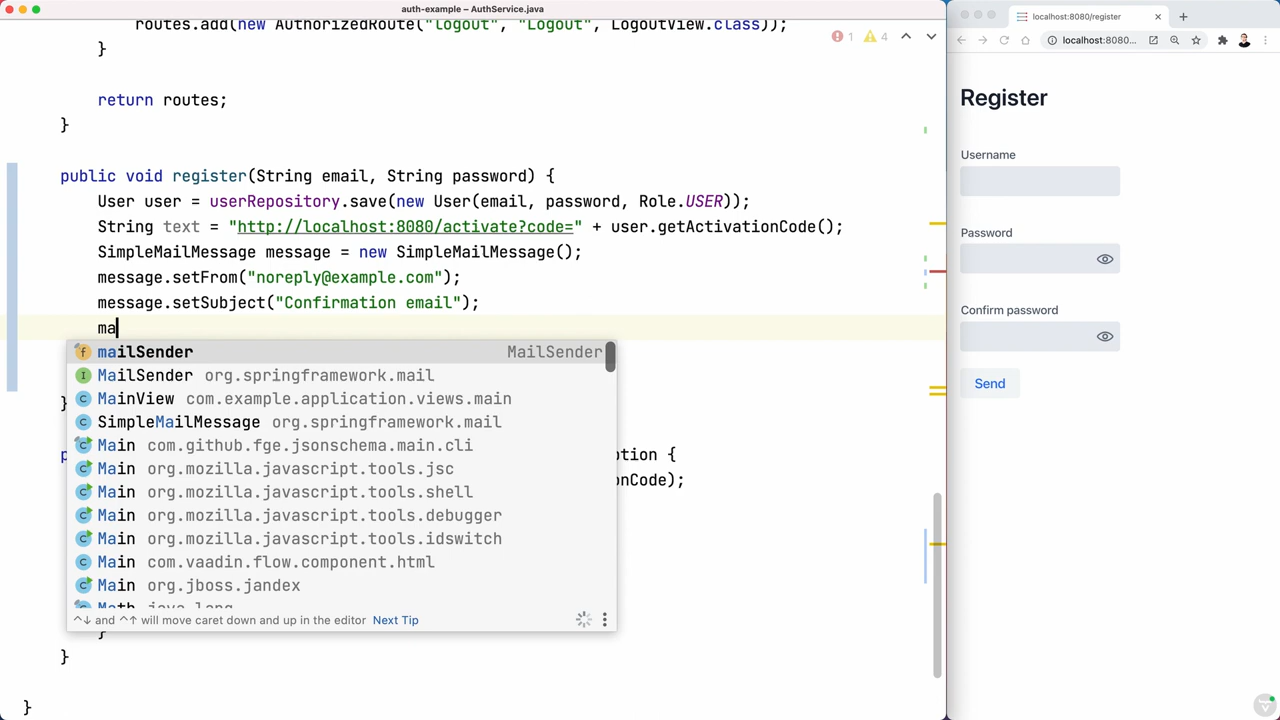 auth-example – AuthService.java
routes.add(new AuthorizedRoute("logout", "Logout", LogoutView.class));
}
1 4
return routes;
}
public void register(String email, String password) {
User user = userRepository.save(new User(email, password, Role.USER));
String text = "http://localhost:8080/activate?code=" + user.getActivationCode();
SimpleMailMessage message = new SimpleMailMessage();
message.setFrom("noreply@example.com");
message.setSubject("Confirmation email");
ma
mailSender MailSender
MailSender org.springframework.mail
MainView com.example.application.views.main
}
SimpleMailMessage org.springframework.mail
Main com.github.fge.jsonschema.main.cli
p ption {
Main org.mozilla.javascript.tools.jsc
onCode);
Main org.mozilla.javascript.tools.shell
Main org.mozilla.javascript.tools.debugger
Main org.mozilla.javascript.tools.idswitch
Main com.vaadin.flow.component.html
Main org.jboss.jandex
Math java.lang
^↓ and ^↑ will move caret down and up in the editor Next Tip
}
}
}
localhost:8080/register
localhost:8080...
Register
Username
Password
Confirm password
Send